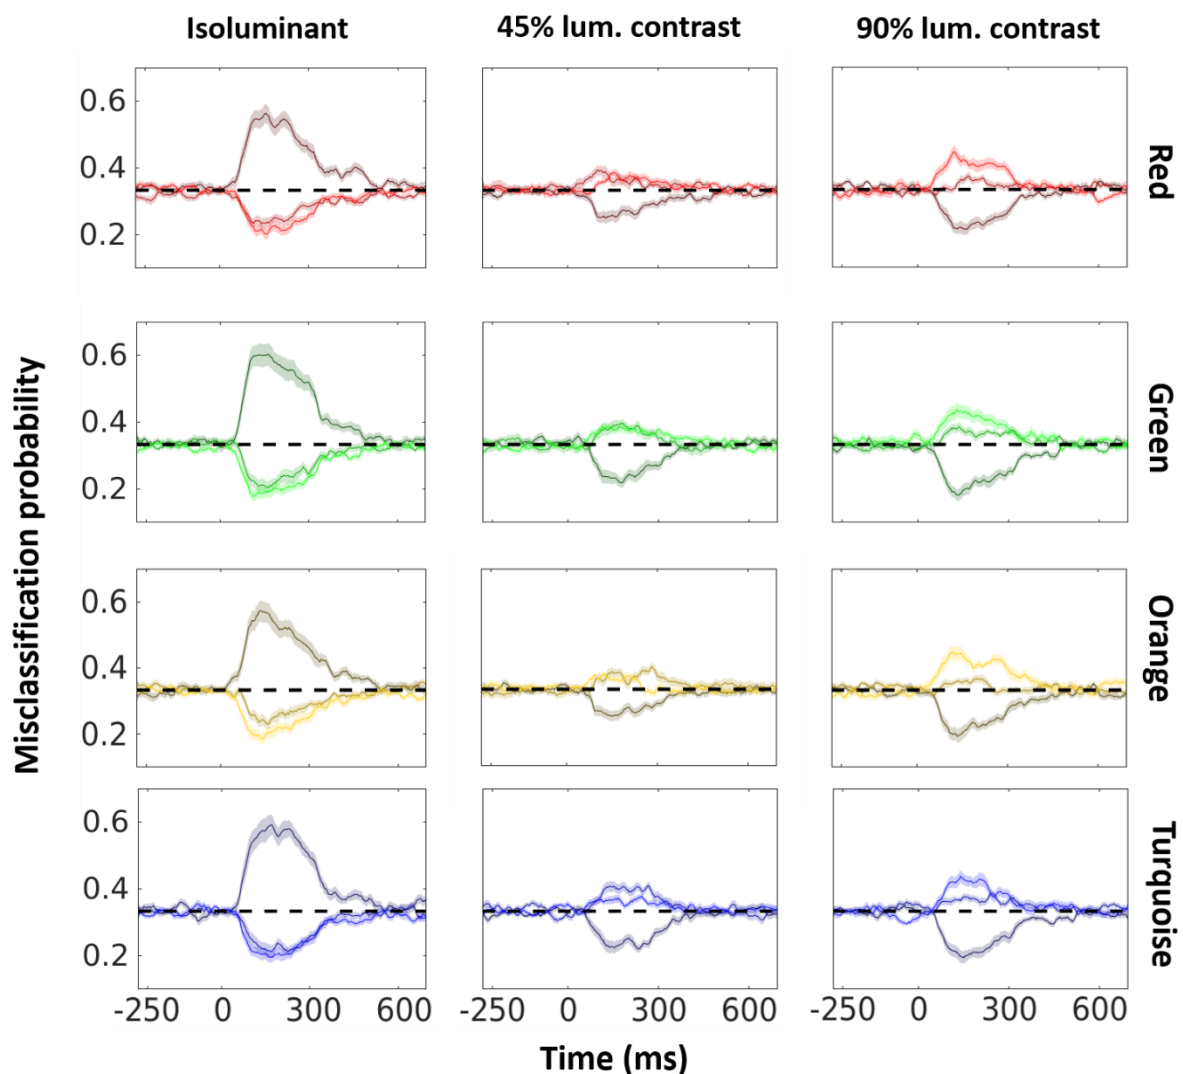 Isoluminant 45% lum. contrast 90% lum. contrast
0.6
0.4
0.2
Red
0.6
0.4
0.2
Green
0.6
0.4
0.2
Orange
0.6
0.4
0.2
Turquoise
Misclassification probability
-250 0 300 600 -250 0 300 600 -250 0 300 600
Time (ms)